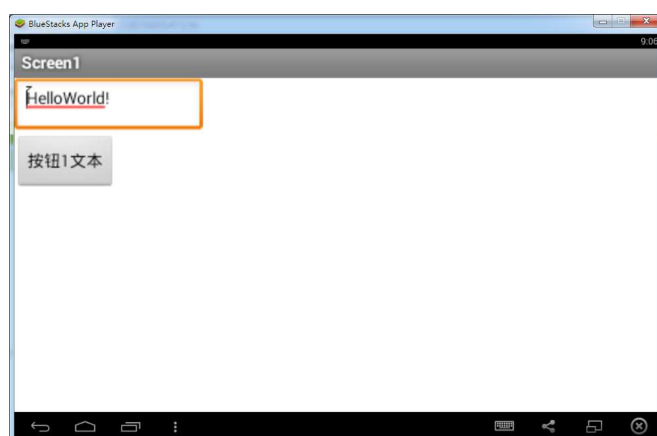 BlueStacks App Player
9:06
Screen1
HelloWorld!
按钮1文本